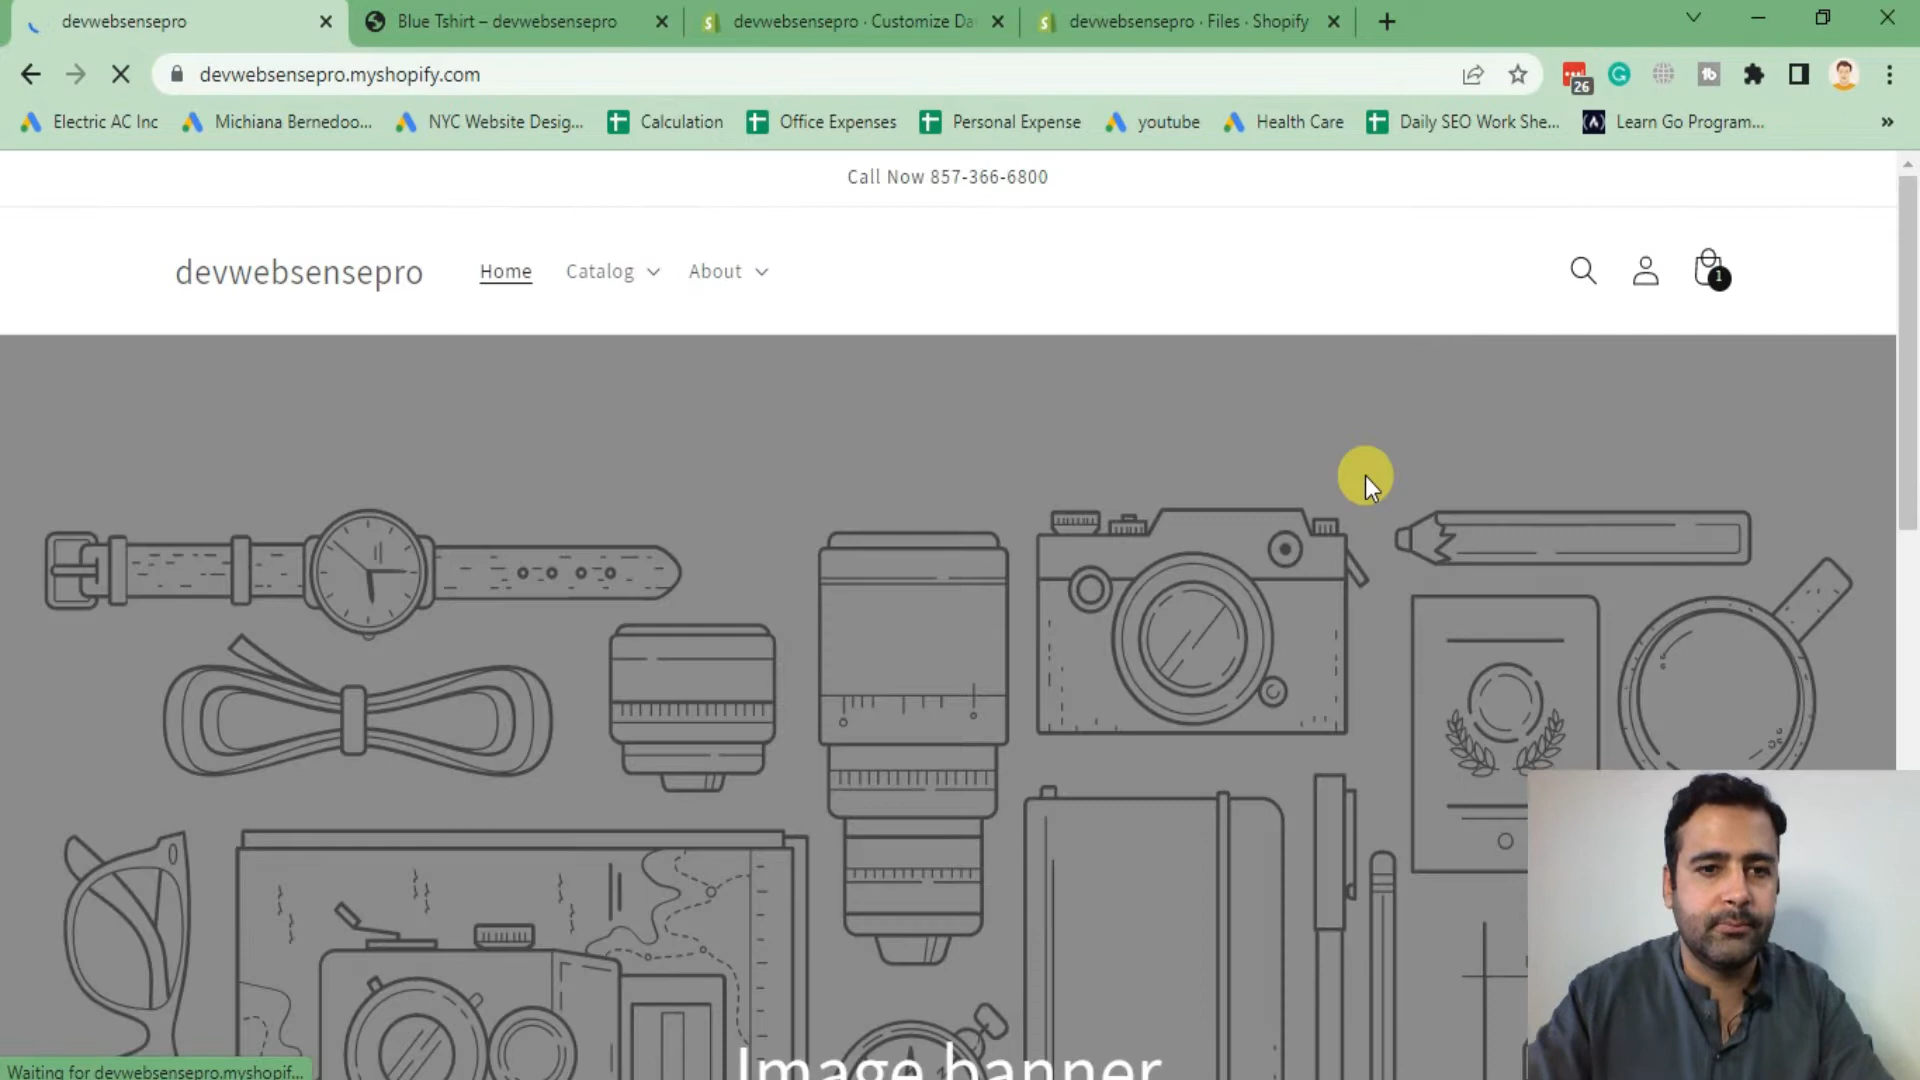 devwebsensepro
Blue Tshirt – devwebsensepro
devwebsensepro · Customize Da
devwebsensepro · Files · Shopify
devwebsensepro.myshopify.com
26
Electric AC Inc
Michiana Bernedoo...
NYC Website Desig...
Calculation
Office Expenses
Personal Expense
youtube
Health Care
Daily SEO Work She...
Learn Go Program...
Call Now 857-366-6800
devwebsensepro
Home
Catalog
About
1
Image banner
Waiting for devwebsensepro.myshopif...